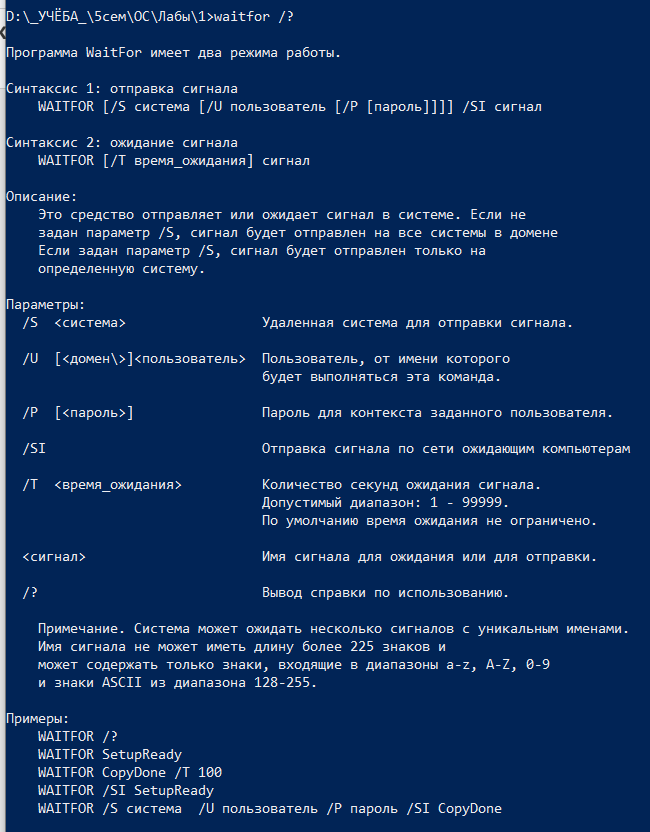 D:\_УЧЁБА_\5сем\ОС\Лабы\1>waitfor /?
Программа WaitFor имеет два режима работы.
Синтаксис 1: отправка сигнала
WAITFOR [/S система [/U пользователь [/P [пароль]]]] /SI сигнал
Синтаксис 2: ожидание сигнала
WAITFOR [/T время_ожидания] сигнал
Описание:
Это средство отправляет или ожидает сигнал в системе. Если не
задан параметр /S, сигнал будет отправлен на все системы в домене
Если задан параметр /S, сигнал будет отправлен только на
определенную систему.
Параметры:
/S  <система>                 Удаленная система для отправки сигнала.
/U  [<домен\>]<пользователь>  Пользователь, от имени которого
будет выполняться эта команда.
/P  [<пароль>]                Пароль для контекста заданного пользователя.
/SI                           Отправка сигнала по сети ожидающим компьютерам
/T  <время_ожидания>          Количество секунд ожидания сигнала.
Допустимый диапазон: 1 - 99999.
По умолчанию время ожидания не ограничено.
<сигнал>                      Имя сигнала для ожидания или для отправки.
/?                            Вывод справки по использованию.
Примечание. Система может ожидать несколько сигналов с уникальным именами.
Имя сигнала не может иметь длину более 225 знаков и
может содержать только знаки, входящие в диапазоны a-z, A-Z, 0-9
и знаки ASCII из диапазона 128-255.
Примеры:
WAITFOR /?
WAITFOR SetupReady
WAITFOR CopyDone /T 100
WAITFOR /SI SetupReady
WAITFOR /S система  /U пользователь /P пароль /SI CopyDone